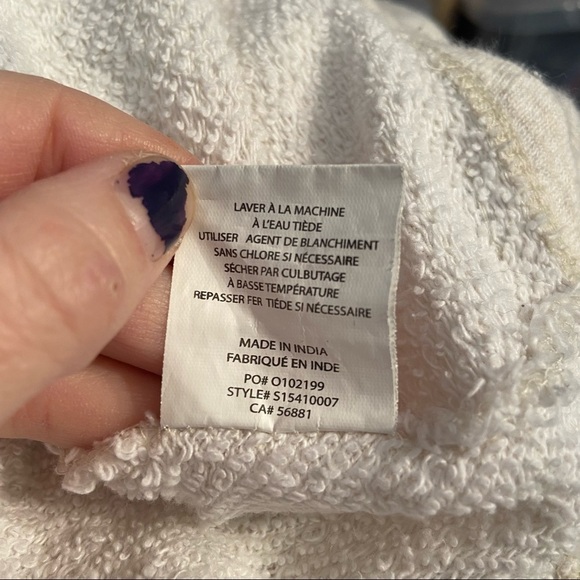 LAVER À LA MACHINE
À L'EAU TIÈDE
UTILISER AGENT DE BLANCHIMENT
SANS CHLORE SI NÉCESSAIRE
SÉCHER PAR CULBUTAGE
À BASSE TEMPÉRATURE
REPASSER FER TIÈDE SI NÉCESSAIRE
MADE IN INDIA
FABRIQUÉ EN INDE
PO# O102199
STYLE# S15410007
CA# 56881